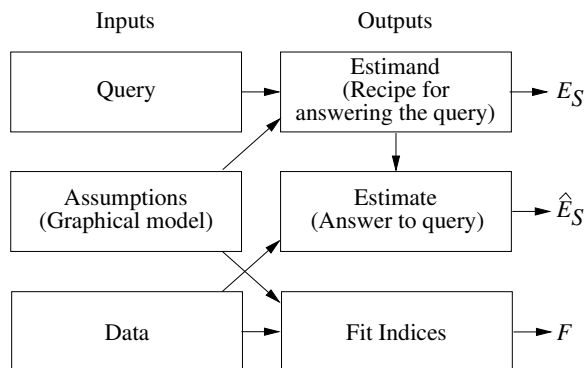 Inputs
Outputs
Query
Estimand
(Recipe for
answering the query)
E_S
Assumptions
(Graphical model)
Estimate
(Answer to query)
Ê_S
Data
Fit Indices
F